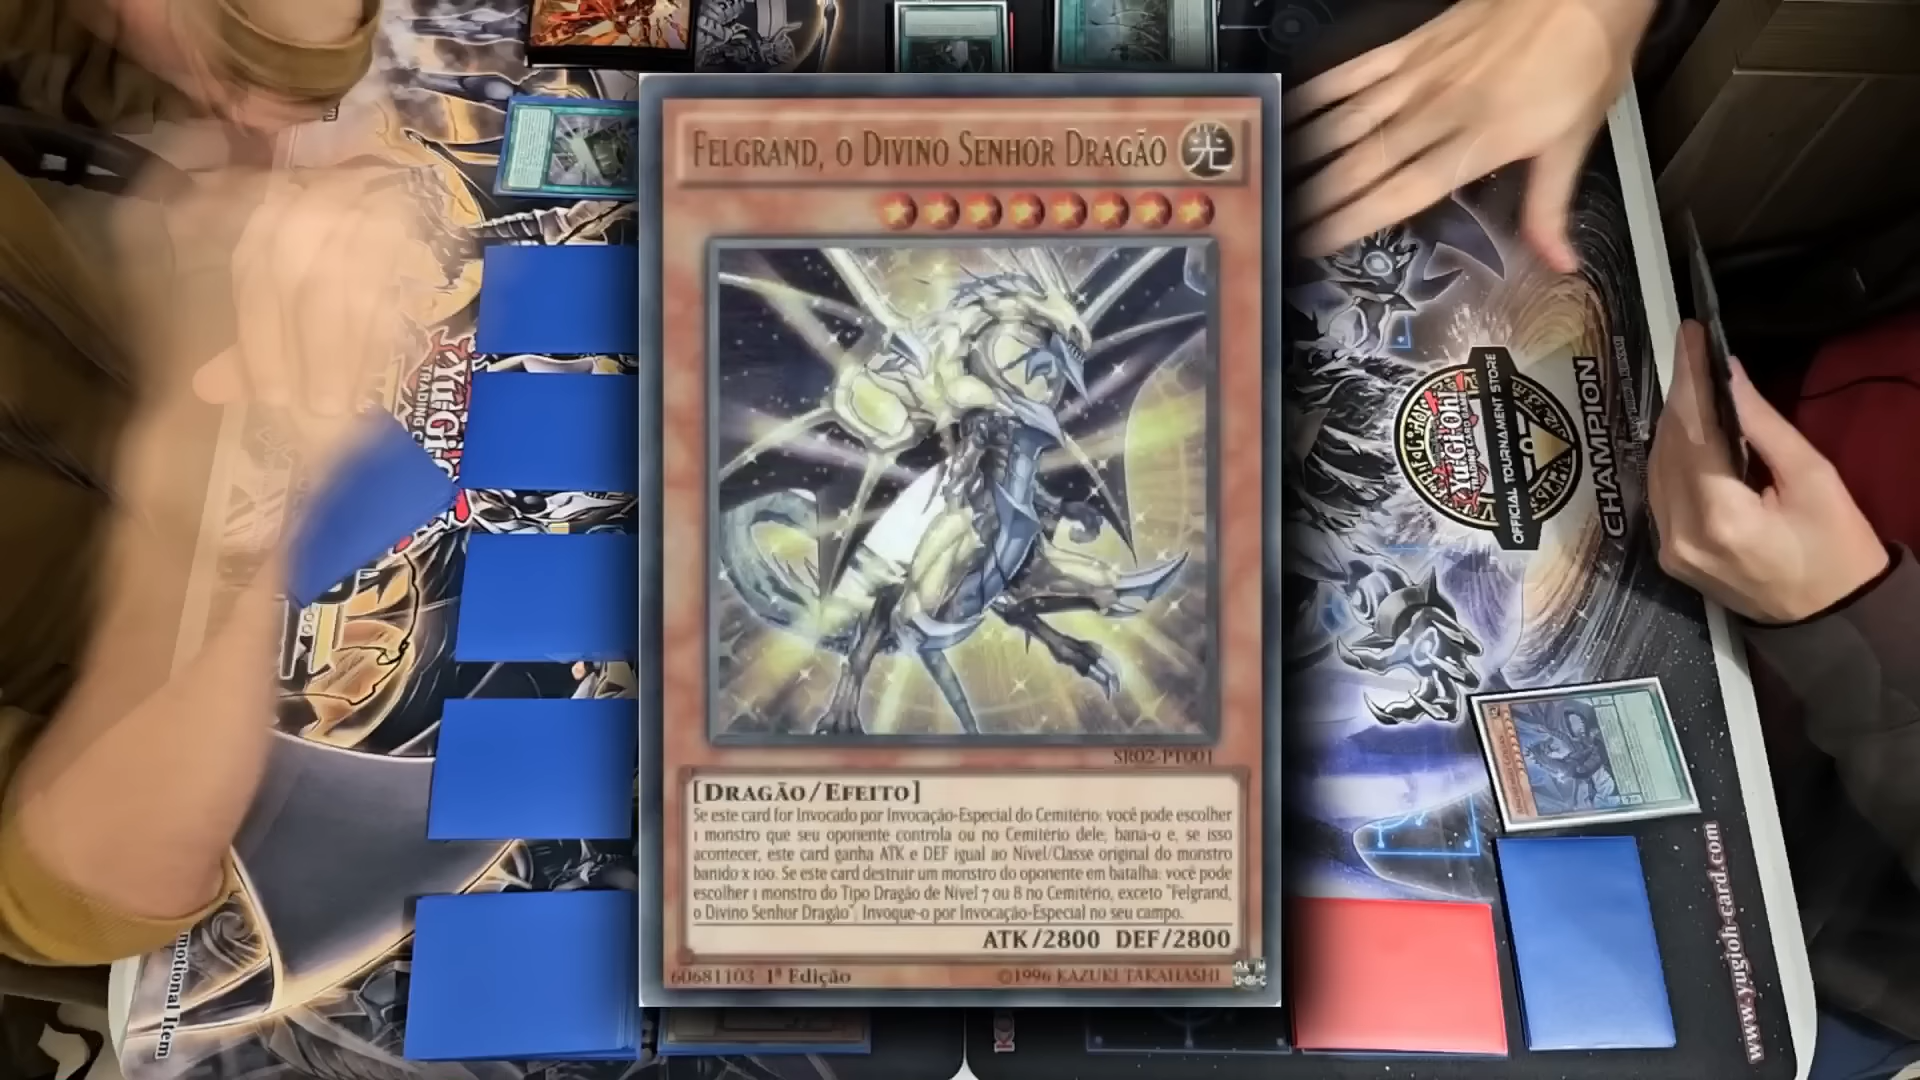 FELGRAND, O DIVINO SENHOR DRAGÃO
光
SR02-PT001
[DRAGÃO/EFEITO]
Se este card for Invocado por Invocação-Especial do Cemitério: você pode escolher
1 monstro que seu oponente controla ou no Cemitério dele; bana-o e, se isso
acontecer, este card ganha ATK e DEF igual ao Nível/Classe original do monstro
banido x 100. Se este card destruir um monstro do oponente em batalha: você pode
escolher 1 monstro do Tipo Dragão de Nível 7 ou 8 no Cemitério, exceto "Felgrand,
o Divino Senhor Dragão"; Invoque-o por Invocação-Especial no seu campo.
ATK/2800 DEF/2800
60681103 1ª Edição
©1996 KAZUKI TAKAHASHI
Yu-Gi-Oh!
TRADING CARD GAME
OFFICIAL TOURNAMENT STORE
CHAMPION
www.yugioh-card.com
motional Item